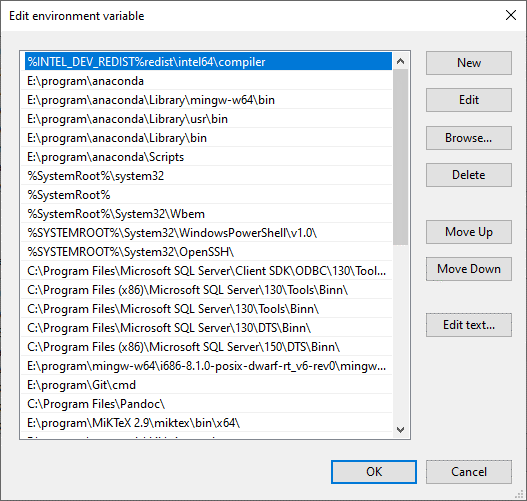 Edit environment variable
%INTEL_DEV_REDIST%redist\intel64\compiler
E:\program\anaconda
E:\program\anaconda\Library\mingw-w64\bin
E:\program\anaconda\Library\usr\bin
E:\program\anaconda\Library\bin
E:\program\anaconda\Scripts
%SystemRoot%\system32
%SystemRoot%
%SystemRoot%\System32\Wbem
%SYSTEMROOT%\System32\WindowsPowerShell\v1.0\
%SYSTEMROOT%\System32\OpenSSH\
C:\Program Files\Microsoft SQL Server\Client SDK\ODBC\130\Tool...
C:\Program Files (x86)\Microsoft SQL Server\130\Tools\Binn\
C:\Program Files\Microsoft SQL Server\130\Tools\Binn\
C:\Program Files\Microsoft SQL Server\130\DTS\Binn\
C:\Program Files (x86)\Microsoft SQL Server\150\DTS\Binn\
E:\program\mingw-w64\i686-8.1.0-posix-dwarf-rt_v6-rev0\mingw...
E:\program\Git\cmd
C:\Program Files\Pandoc\
E:\program\MiKTeX 2.9\miktex\bin\x64\
New
Edit
Browse...
Delete
Move Up
Move Down
Edit text...
OK
Cancel